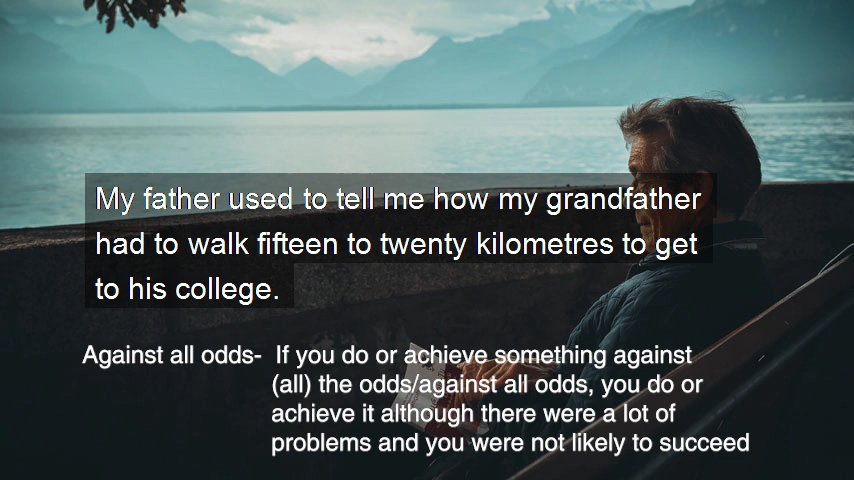 My father used to tell me how my grandfather
had to walk fifteen to twenty kilometres to get
to his college.
Against all odds- If you do or achieve something against
(all) the odds/against all odds, you do or
achieve it although there were a lot of
problems and you were not likely to succeed